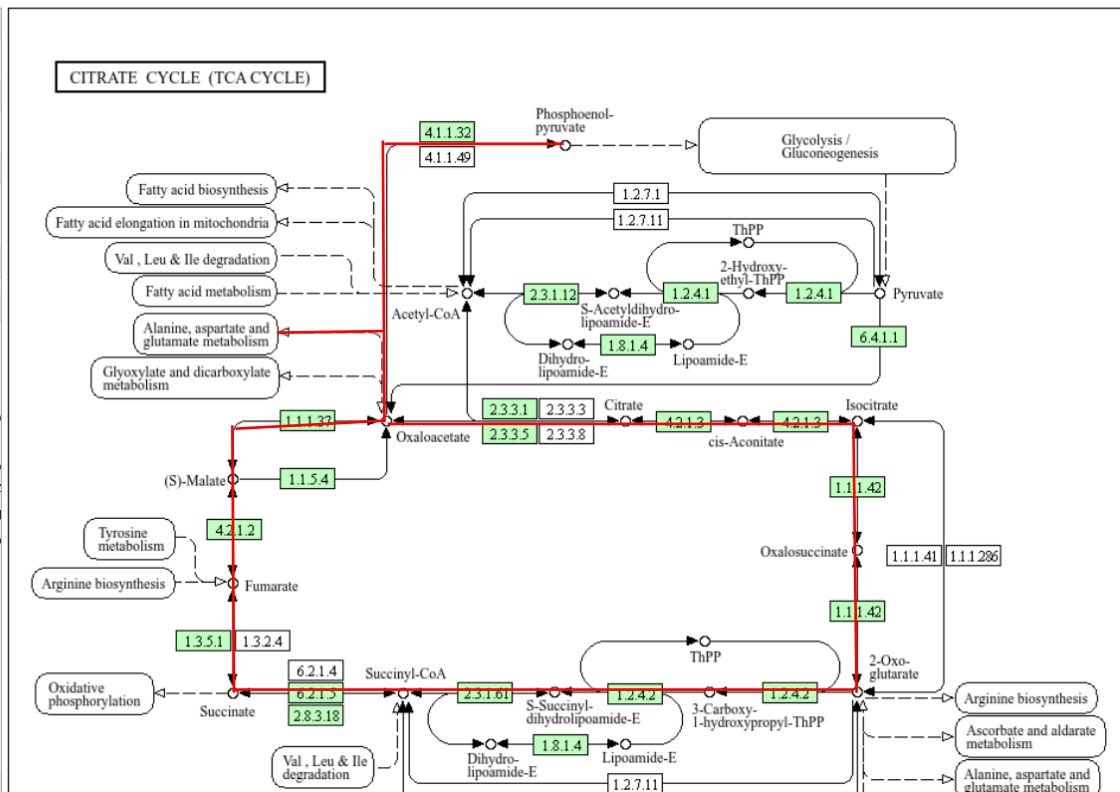 CITRATE CYCLE (TCA CYCLE)
Phosphoenol-
pyruvate
4.1.1.32
4.1.1.49
Glycolysis /
Gluconeogenesis
Fatty acid biosynthesis
Fatty acid elongation in mitochondria
Val , Leu & Ile degradation
Fatty acid metabolism
Alanine, aspartate and
glutamate metabolism
Glyoxylate and dicarboxylate
metabolism
1.2.7.1
1.2.7.11
ThPP
2-Hydroxy-
ethyl-ThPP
Acetyl-CoA
2.3.1.12
S-Acetyldihydro-
lipoamide-E
1.2.4.1
1.2.4.1
Pyruvate
Dihydro-
lipoamide-E
1.8.1.4
Lipoamide-E
6.4.1.1
1.1.1.37
Oxaloacetate
2.3.3.1
2.3.3.3
2.3.3.5
2.3.3.8
Citrate
4.2.1.3
cis-Aconitate
4.2.1.3
Isocitrate
(S)-Malate
1.1.5.4
1.1.1.42
4.2.1.2
Tyrosine
metabolism
Oxalosuccinate
1.1.1.41
1.1.1.286
Arginine biosynthesis
Fumarate
1.1.1.42
1.3.5.1
1.3.2.4
ThPP
Oxidative
phosphorylation
Succinate
6.2.1.4
6.2.1.5
2.8.3.18
Succinyl-CoA
2.3.1.61
S-Succinyl-
dihydrolipoamide-E
1.2.4.2
3-Carboxy-
1-hydroxypropyl-ThPP
1.2.4.2
2-Oxo-
glutarate
Arginine biosynthesis
Ascorbate and aldarate
metabolism
Val , Leu & Ile
degradation
Dihydro-
lipoamide-E
1.8.1.4
Lipoamide-E
1.2.7.11
Alanine, aspartate and
glutamate metabolism